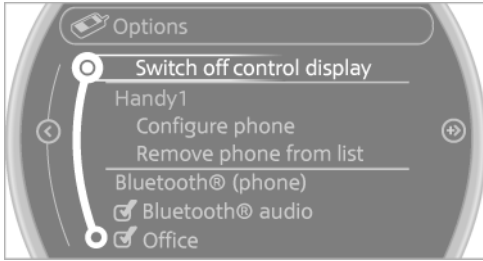 Options
Switch off control display
Handy1
Configure phone
Remove phone from list
Bluetooth® (phone)
Bluetooth® audio
Office